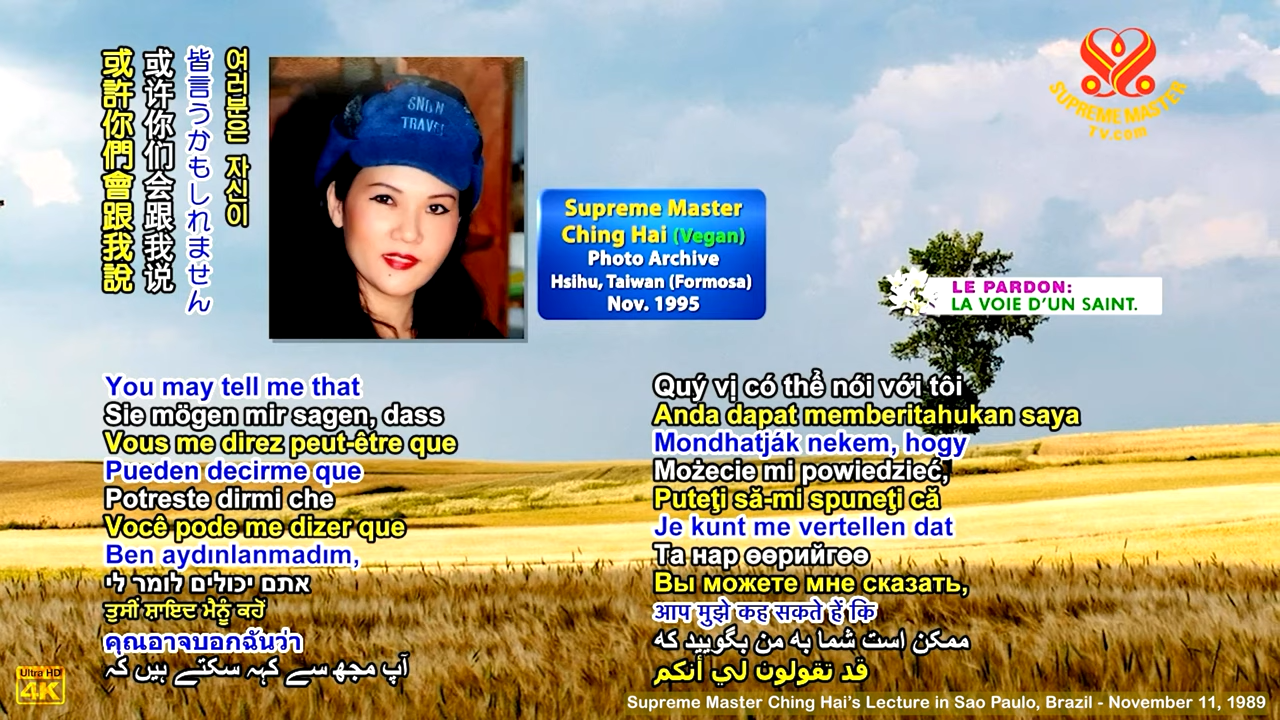 或許你們會跟我說
或许你们会跟我说
皆言うかもしれません
여러분은 자신이
SNOW
TRAVEL
Supreme Master
Ching Hai (Vegan)
Photo Archive
Hsihu, Taiwan (Formosa)
Nov. 1995
SUPREME MASTER
TV.com
LE PARDON:
LA VOIE D'UN SAINT.
You may tell me that
Sie mögen mir sagen, dass
Vous me direz peut-être que
Pueden decirme que
Potreste dirmi che
Você pode me dizer que
Ben aydınlanmadım,
אתם יכולים לומר לי
ਤੁਸੀਂ ਸ਼ਾਇਦ ਮੈਨੂੰ ਕਹੋਂ
คุณอาจบอกฉันว่า
آپ مجھ سے کہہ سکتے ہیں کہ
Quý vị có thể nói với tôi
Anda dapat memberitahukan saya
Mondhatják nekem, hogy
Możecie mi powiedzieć,
Puteţi să-mi spuneţi că
Je kunt me vertellen dat
Та нар өөрийгөө
Вы можете мне сказать,
आप मुझे कह सकते हें कि
ممکن است شما به من بگویید که
قد تقولون لي أنكم
Ultra HD
4K
Supreme Master Ching Hai's Lecture in Sao Paulo, Brazil - November 11, 1989